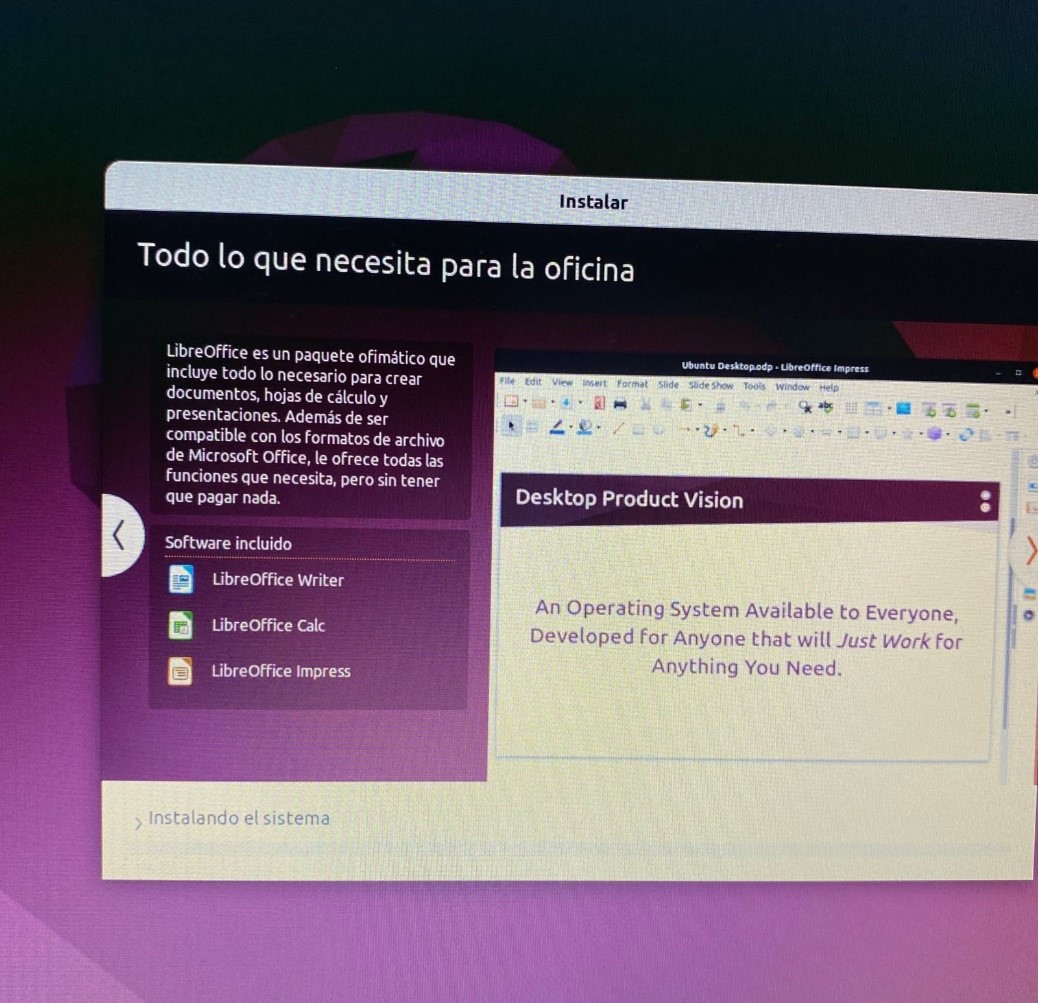 Instalar
Todo lo que necesita para la oficina
LibreOffice es un paquete ofimático que
incluye todo lo necesario para crear
documentos, hojas de cálculo y
presentaciones. Además de ser
compatible con los formatos de archivo
de Microsoft Office, le ofrece todas las
funciones que necesita, pero sin tener
que pagar nada.
Software incluido
LibreOffice Writer
LibreOffice Calc
LibreOffice Impress
Ubuntu Desktop.odp - LibreOffice Impress
File Edit View Insert Format Slide Slide Show Tools Window Help
abc
Desktop Product Vision
An Operating System Available to Everyone,
Developed for Anyone that will Just Work for
Anything You Need.
Instalando el sistema